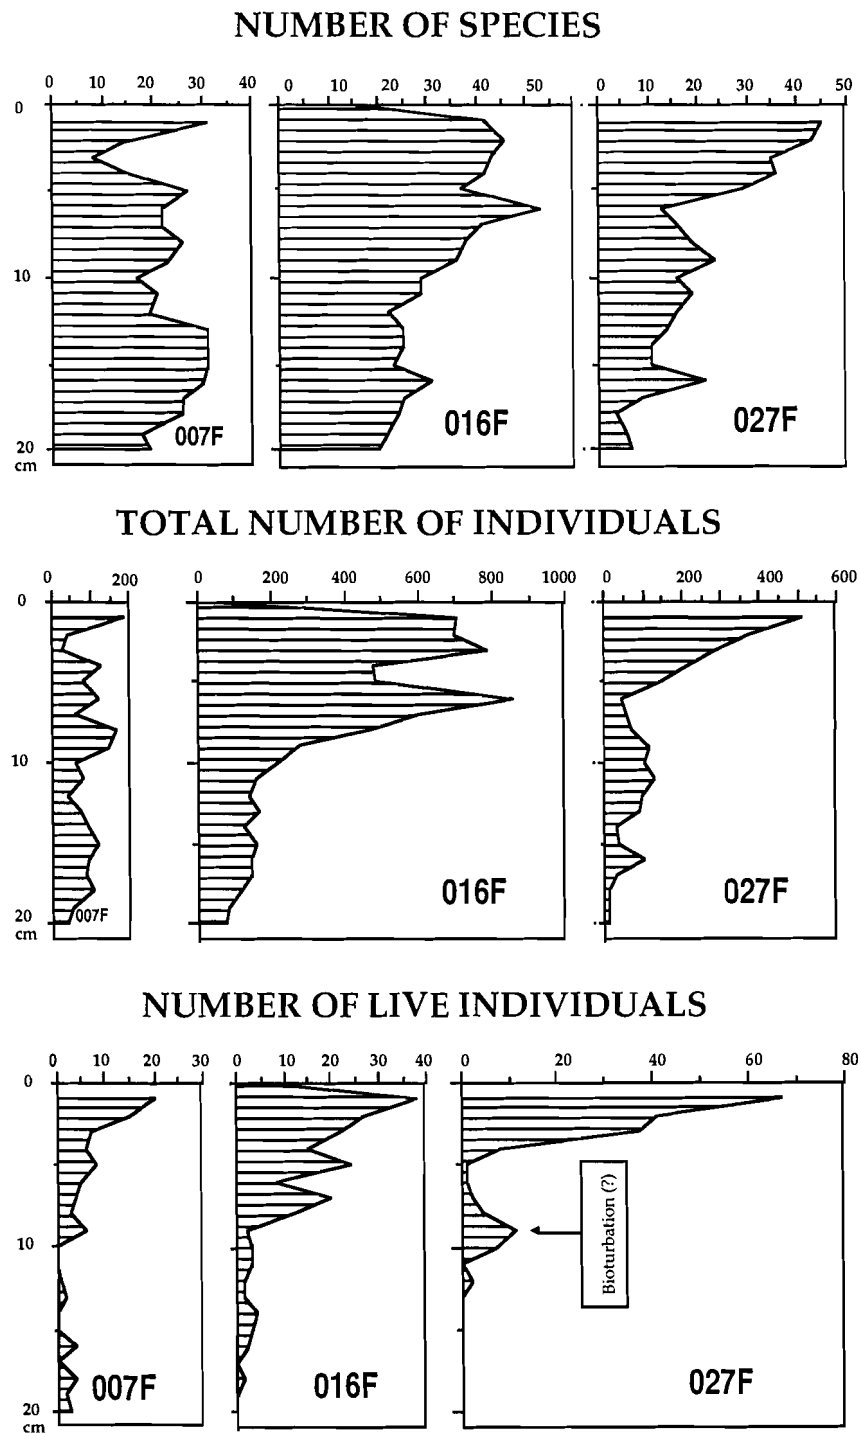 NUMBER OF SPECIES
0 10 20 30 40
0 10 20 30 40 50
0 10 20 30 40 50
0
10
20
cm
007F
016F
027F
TOTAL NUMBER OF INDIVIDUALS
0 200
0 200 400 600 800 1000
0 200 400 600
0
10
20
cm
007F
016F
027F
NUMBER OF LIVE INDIVIDUALS
0 10 20 30
0 10 20 30 40
0 20 40 60 80
0
10
20
cm
Bioturbation (?)
007F
016F
027F